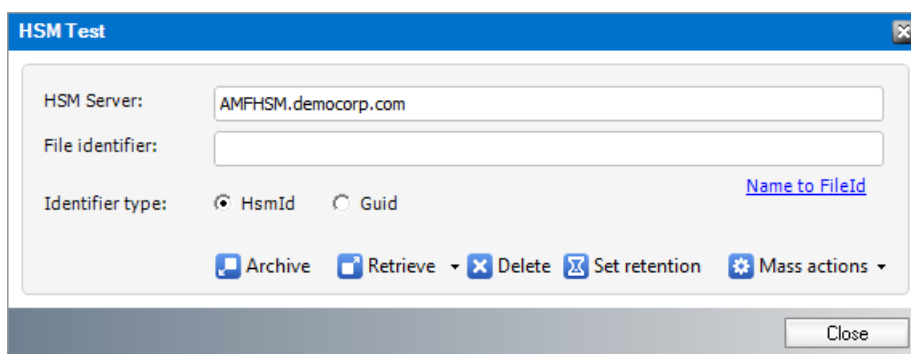 HSM Test
HSM Server: AMFHSM.democorp.com
File identifier:
Name to FileId
Identifier type: HsmId Guid
Archive Retrieve Delete Set retention Mass actions
Close